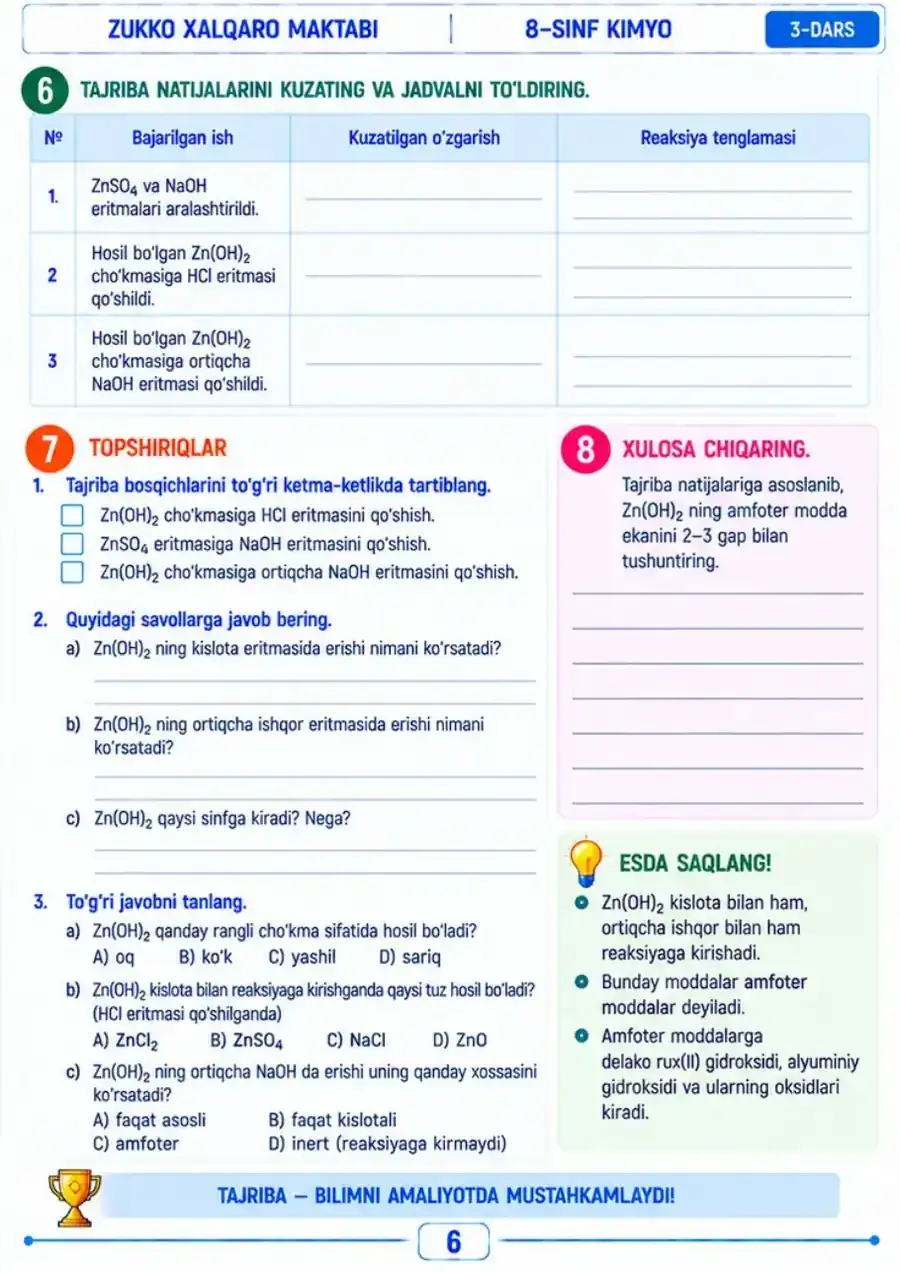 ZUKKO XALQARO MAKTABI
8-SINF KIMYO
3-DARS
6 TAJRIBA NATIJALARINI KUZATING VA JADVALNI TO'LDIRING.
№ Bajarilgan ish Kuzatilgan o'zgarish Reaksiya tenglamasi
1. ZnSO₄ va NaOH
eritmalari aralashtirildi.
2 Hosil bo'lgan Zn(OH)₂
cho'kmasiga HCl eritmasi
qo'shildi.
3 Hosil bo'lgan Zn(OH)₂
cho'kmasiga ortiqcha
NaOH eritmasi qo'shildi.
7 TOPSHIRIQLAR
1. Tajriba bosqichlarini to'g'ri ketma-ketlikda tartiblang.
Zn(OH)₂ cho'kmasiga HCl eritmasini qo'shish.
ZnSO₄ eritmasiga NaOH eritmasini qo'shish.
Zn(OH)₂ cho'kmasiga ortiqcha NaOH eritmasini qo'shish.
2. Quyidagi savollarga javob bering.
a) Zn(OH)₂ ning kislota eritmasida erishi nimani ko'rsatadi?
b) Zn(OH)₂ ning ortiqcha ishqor eritmasida erishi nimani
ko'rsatadi?
c) Zn(OH)₂ qaysi sinfga kiradi? Nega?
3. To'g'ri javobni tanlang.
a) Zn(OH)₂ qanday rangli cho'kma sifatida hosil bo'ladi?
A) oq B) ko'k C) yashil D) sariq
b) Zn(OH)₂ kislota bilan reaksiyaga kirishganda qaysi tuz hosil bo'ladi?
(HCl eritmasi qo'shilganda)
A) ZnCl₂ B) ZnSO₄ C) NaCl D) ZnO
c) Zn(OH)₂ ning ortiqcha NaOH da erishi uning qanday xossasini
ko'rsatadi?
A) faqat asosli B) faqat kislotali
C) amfoter D) inert (reaksiyaga kirmaydi)
8 XULOSA CHIQARING.
Tajriba natijalariga asoslanib,
Zn(OH)₂ ning amfoter modda
ekanini 2–3 gap bilan
tushuntiring.
ESDA SAQLANG!
Zn(OH)₂ kislota bilan ham,
ortiqcha ishqor bilan ham
reaksiyaga kirishadi.
Bunday moddalar amfoter
moddalar deyiladi.
Amfoter moddalarga
delako rux(II) gidroksidi, alyuminiy
gidroksidi va ularning oksidlari
kiradi.
TAJRIBA — BILIMNI AMALIYOTDA MUSTAHKAMLAYDI!
6